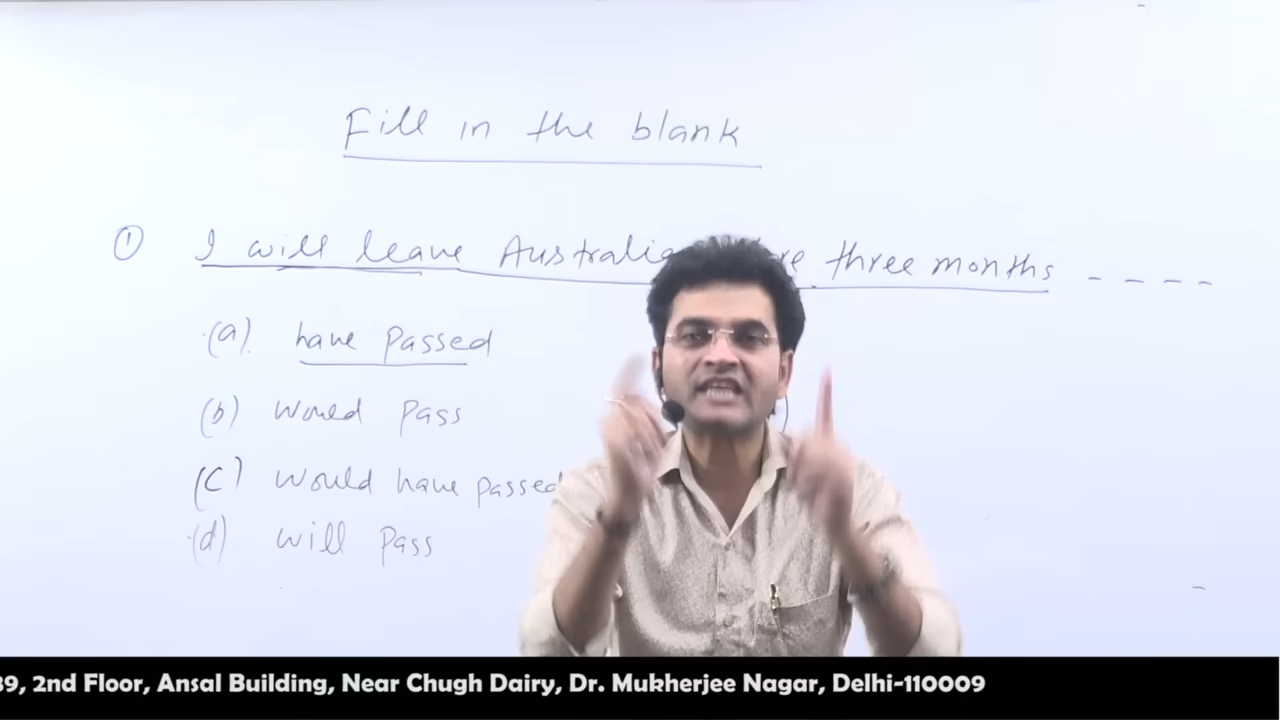 Fill in the blank
① I will leave Australia three months - - - -
(a) have passed
(b) would pass
(c) would have passed
(d) will pass
39, 2nd Floor, Ansal Building, Near Chugh Dairy, Dr. Mukherjee Nagar, Delhi-110009